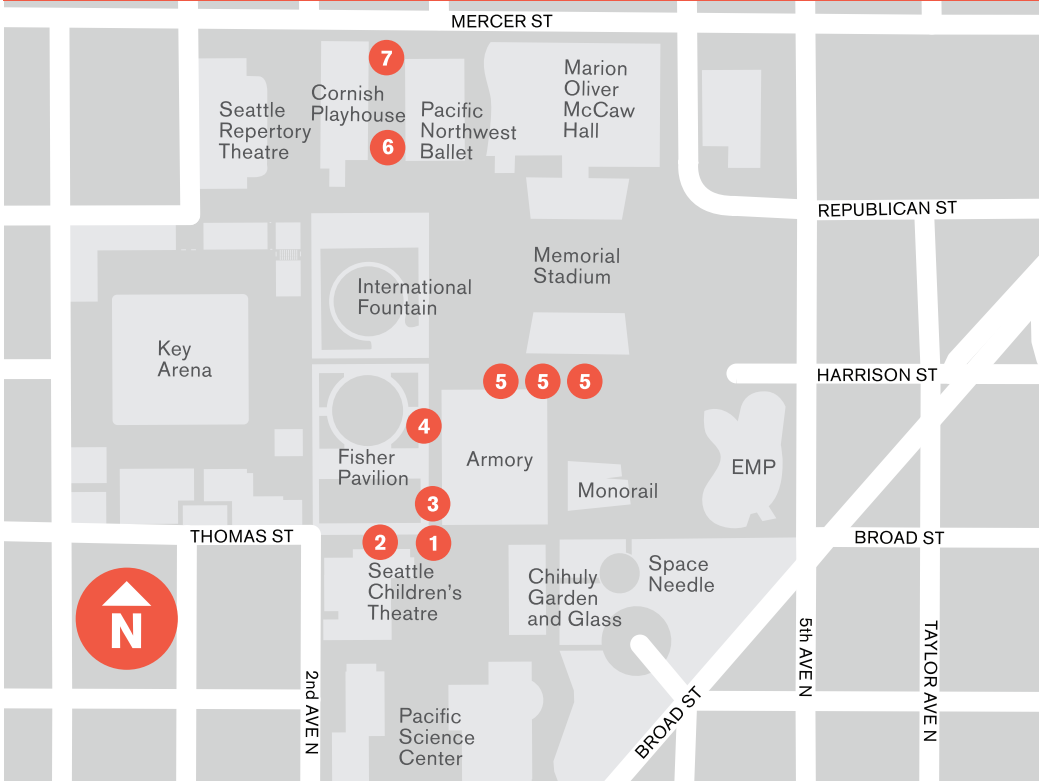 MERCER ST
7
Marion
Oliver
McCaw
Hall
Cornish
Playhouse
Seattle
Repertory
Theatre
Pacific
Northwest
Ballet
6
REPUBLICAN ST
Memorial
Stadium
International
Fountain
Key
Arena
5
5
5
HARRISON ST
4
Fisher
Pavilion
Armory
EMP
Monorail
3
THOMAS ST
2
1
BROAD ST
Seattle
Children's
Theatre
Chihuly
Garden
and Glass
Space
Needle
N
5th AVE N
TAYLOR AVE N
2nd AVE N
BROAD ST
Pacific
Science
Center